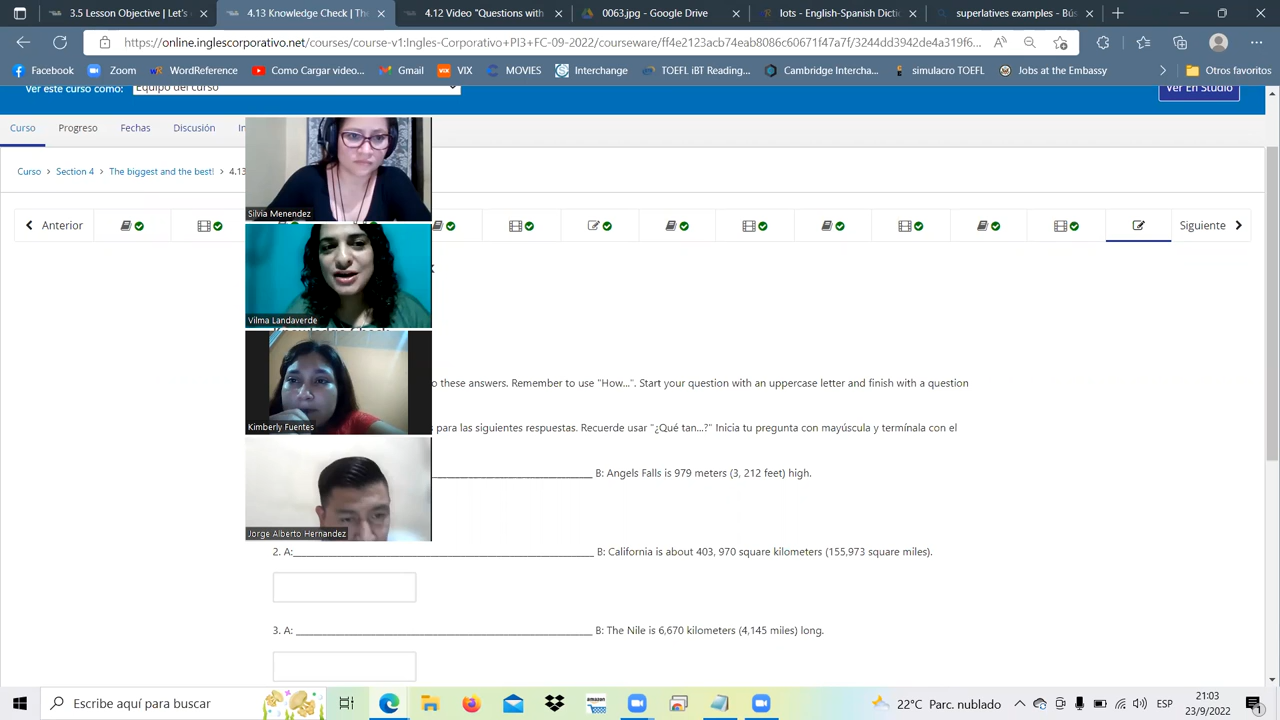 3.5 Lesson Objective | Let's
4.13 Check | The
4.12 Video "Questions with
0063.jpg - Google Drive
lots - English-Spanish Dictio
superlatives examples - Bús
https://online.inglescorporativo.net/courses/course-v1:Ingles-Corporativo+PI3+FC-09-2022/courseware/ff4e2123acb74eab8086c60671f47a7f/3244dd3942de4a319f6...
Facebook
Zoom
WordReference
Como Cargar video...
Gmail
VIX
MOVIES
Interchange
TOEFL iBT Reading...
Cambridge Intercha...
simulacro TOEFL
Jobs at the Embassy
Otros favoritos
Ver este curso como:
Equipo del curso
Ver En Studio
Curso
Progreso
Fechas
Discusión
Curso > Section 4 > The biggest and the best! > 4.13
Anterior
Siguiente
Silvia Menendez
Vilma Landaverde
Kimberly Fuentes
Jorge Alberto Hernandez
o these answers. Remember to use "How...". Start your question with an uppercase letter and finish with a question
para las siguientes respuestas. Recuerde usar "¿Qué tan...?" Inicia tu pregunta con mayúscula y termínala con el
B: Angels Falls is 979 meters (3, 212 feet) high.
2. A: B: California is about 403, 970 square kilometers (155,973 square miles).
3. A: B: The Nile is 6,670 kilometers (4,145 miles) long.
Escribe aquí para buscar
22°C Parc. nublado
ESP
21:03
23/9/2022
1